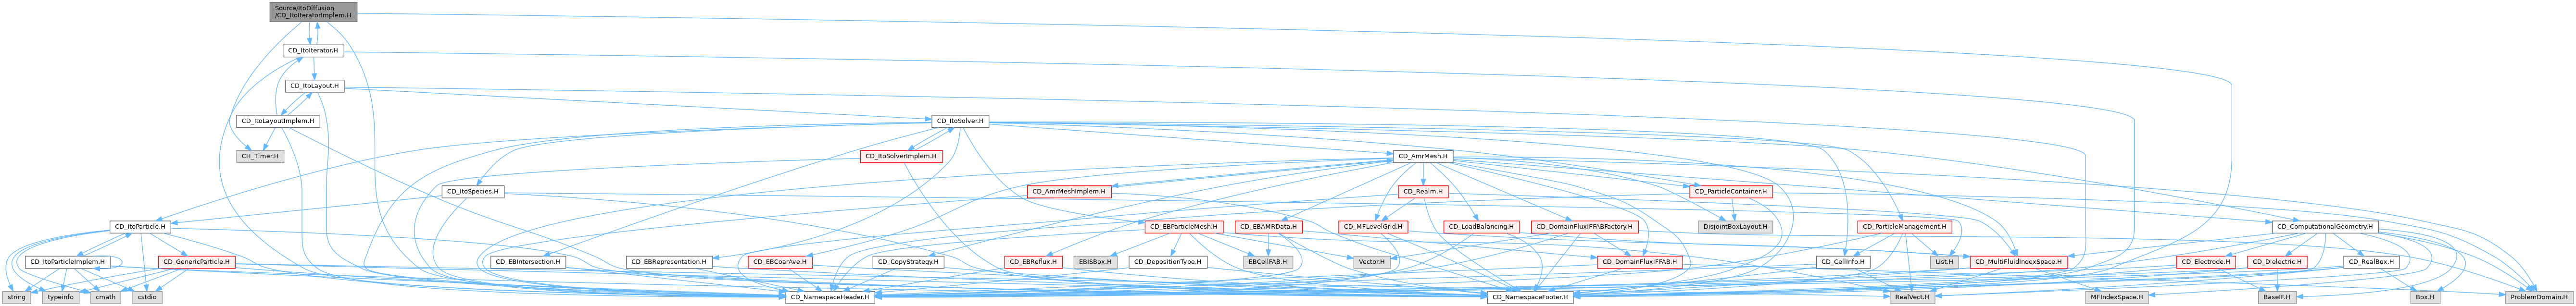 Source/ItoDiffusion
/CD_ItoIteratorImplem.H
CD_ItoIterator.H
CD_ItoLayout.H
CD_ItoLayoutImplem.H
CD_ItoSolver.H
CH_Timer.H
CD_ItoSolverImplem.H
CD_AmrMesh.H
CD_ItoSpecies.H
CD_AmrMeshImplem.H
CD_Realm.H
CD_ParticleContainer.H
CD_ItoParticle.H
CD_EBParticleMesh.H
CD_EBAMRData.H
CD_MFLevelGrid.H
CD_LoadBalancing.H
CD_DomainFluxIFFABFactory.H
DisjointBoxLayout.H
CD_ParticleManagement.H
CD_ComputationalGeometry.H
CD_ItoParticleImplem.H
CD_GenericParticle.H
CD_EBIntersection.H
CD_EBRepresentation.H
CD_EBCoarAve.H
CD_CopyStrategy.H
CD_EBReflux.H
EBISBox.H
CD_DepositionType.H
EBCellFAB.H
Vector.H
CD_DomainFluxIFFAB.H
CD_CellInfo.H
List.H
CD_MultiFluidIndexSpace.H
CD_Electrode.H
CD_Dielectric.H
CD_RealBox.H
string
typeinfo
cmath
cstdio
CD_NamespaceHeader.H
CD_NamespaceFooter.H
RealVect.H
MFIndexSpace.H
BaseIF.H
Box.H
ProblemDomain.H